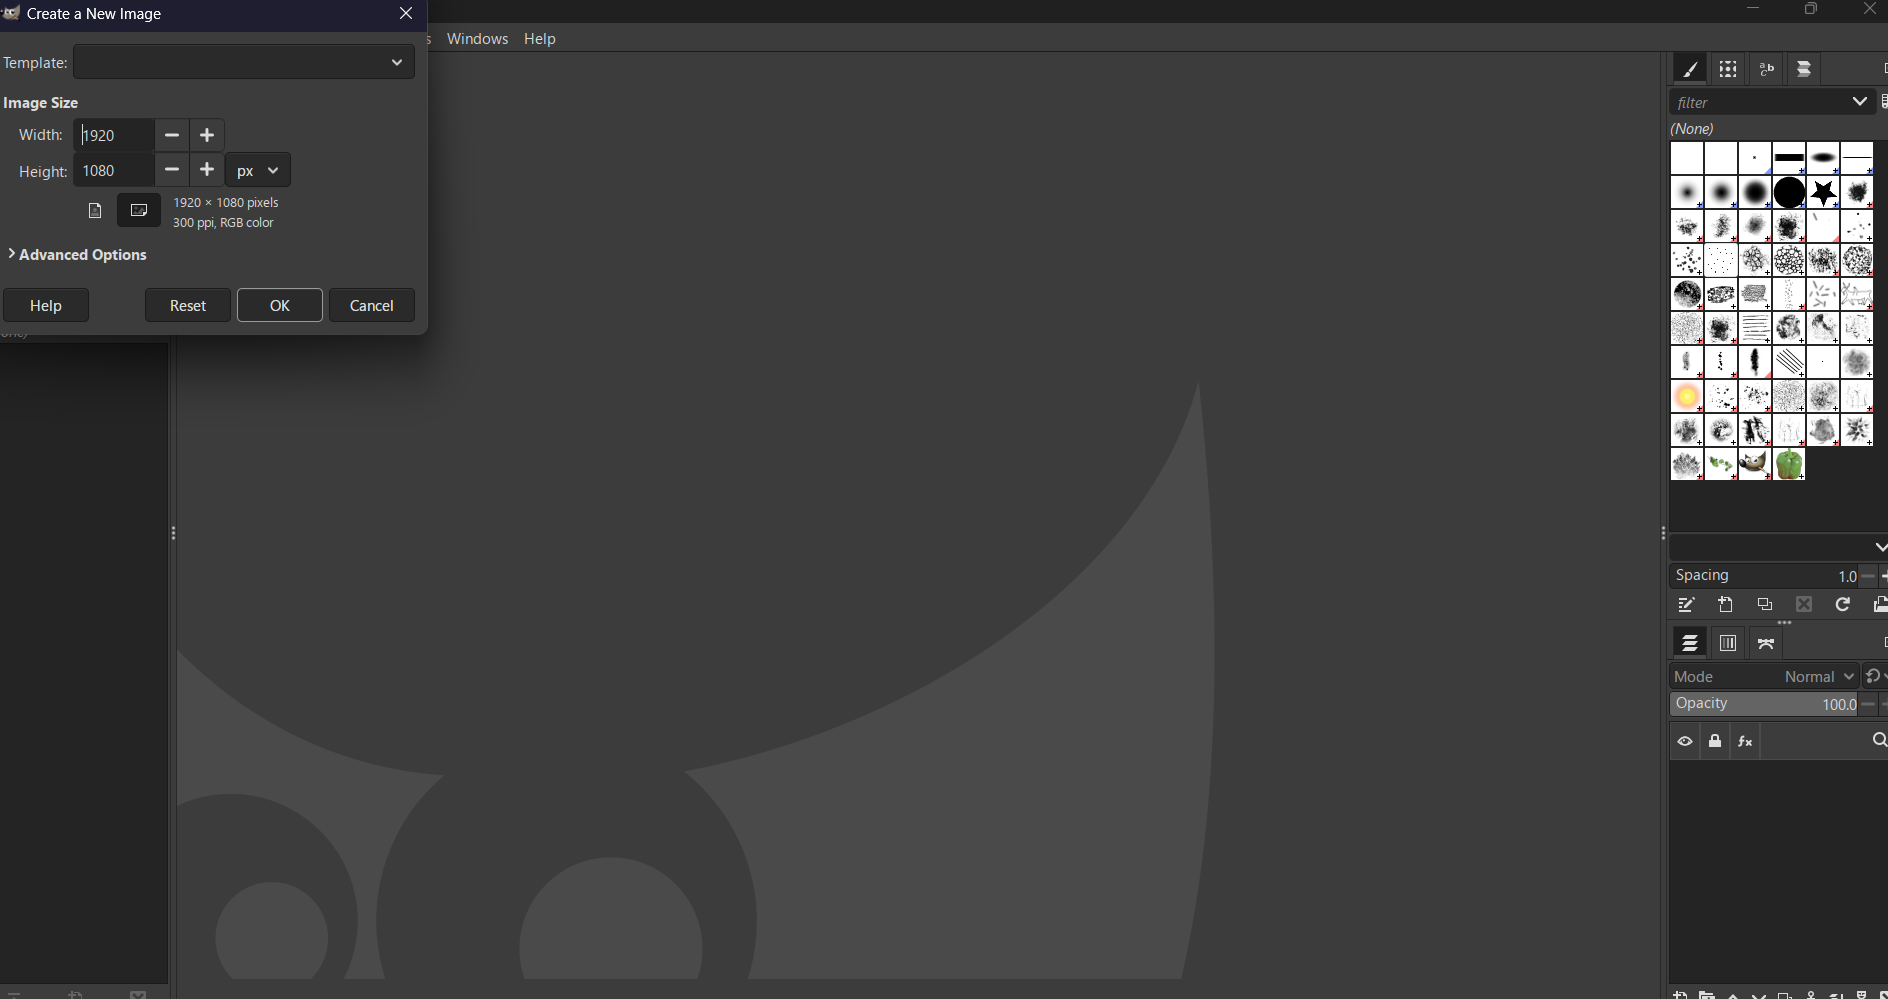 Create a New Image
Windows Help
Template:
Image Size
Width: 1920
Height: 1080 px
1920 × 1080 pixels
300 ppi, RGB color
Advanced Options
Help Reset OK Cancel
filter
(None)
Spacing 1.0
Mode Normal
Opacity 100.0